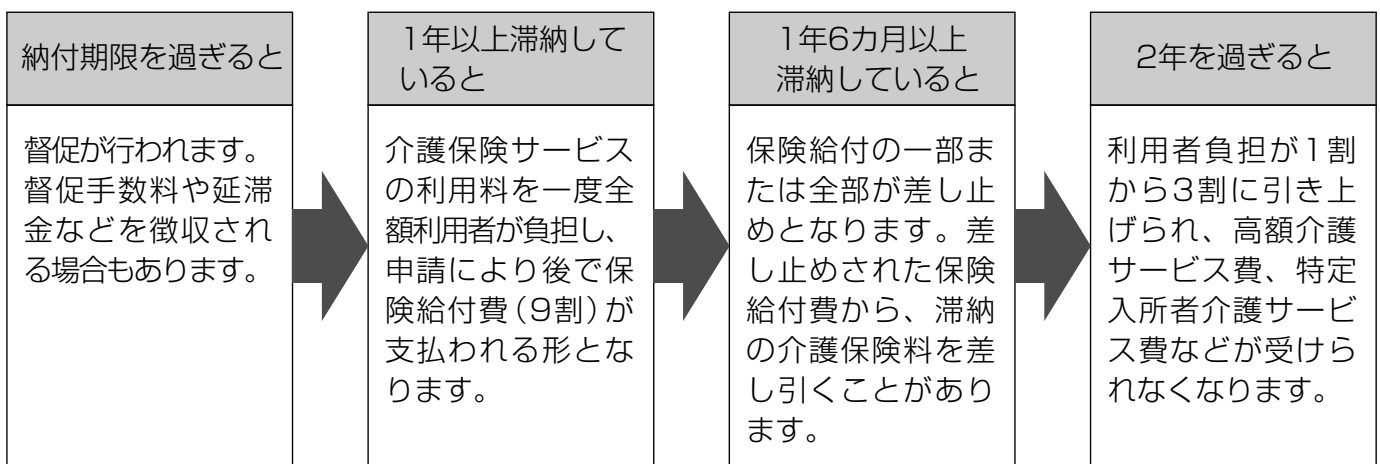 納付期限を過ぎると
督促が行われます。
督促手数料や延滞
金などを徴収され
る場合もあります。
1年以上滞納して
いると
介護保険サービス
の利用料を一度全
額利用者が負担し、
申請により後で保
険給付費(9割)が
支払われる形とな
ります。
1年6カ月以上
滞納していると
保険給付の一部ま
たは全部が差し止
めとなります。差
し止めされた保険
給付費から、滞納
の介護保険料を差
し引くことがあり
ます。
2年を過ぎると
利用者負担が1割
から3割に引き上
げられ、高額介護
サービス費、特定
入所者介護サービ
ス費などが受けら
れなくなります。